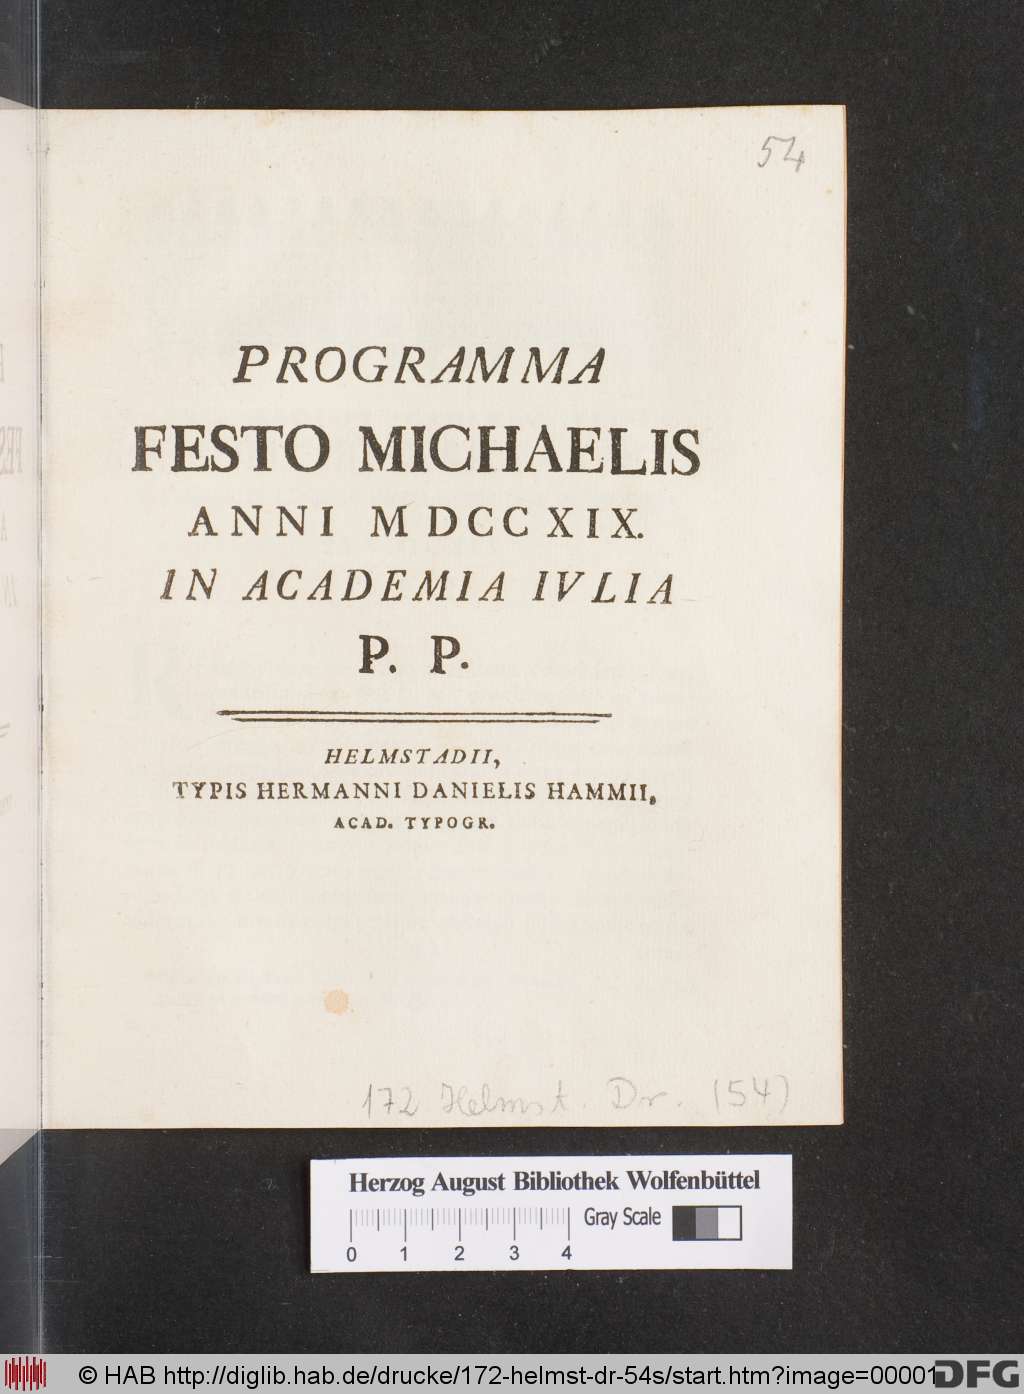 54
PROGRAMMA
FESTO MICHAELIS
ANNI MDCCXIX.
IN ACADEMIA IVLIA
P. P.
HELMSTADII,
TYPIS HERMANNI DANIELIS HAMMII,
ACAD. TYPOGR.
172 Helmst. Dr. (54)
Herzog August Bibliothek Wolfenbüttel
Gray Scale
0 1 2 3 4
© HAB http://diglib.hab.de/drucke/172-helmst-dr-54s/start.htm?image=00001
DFG